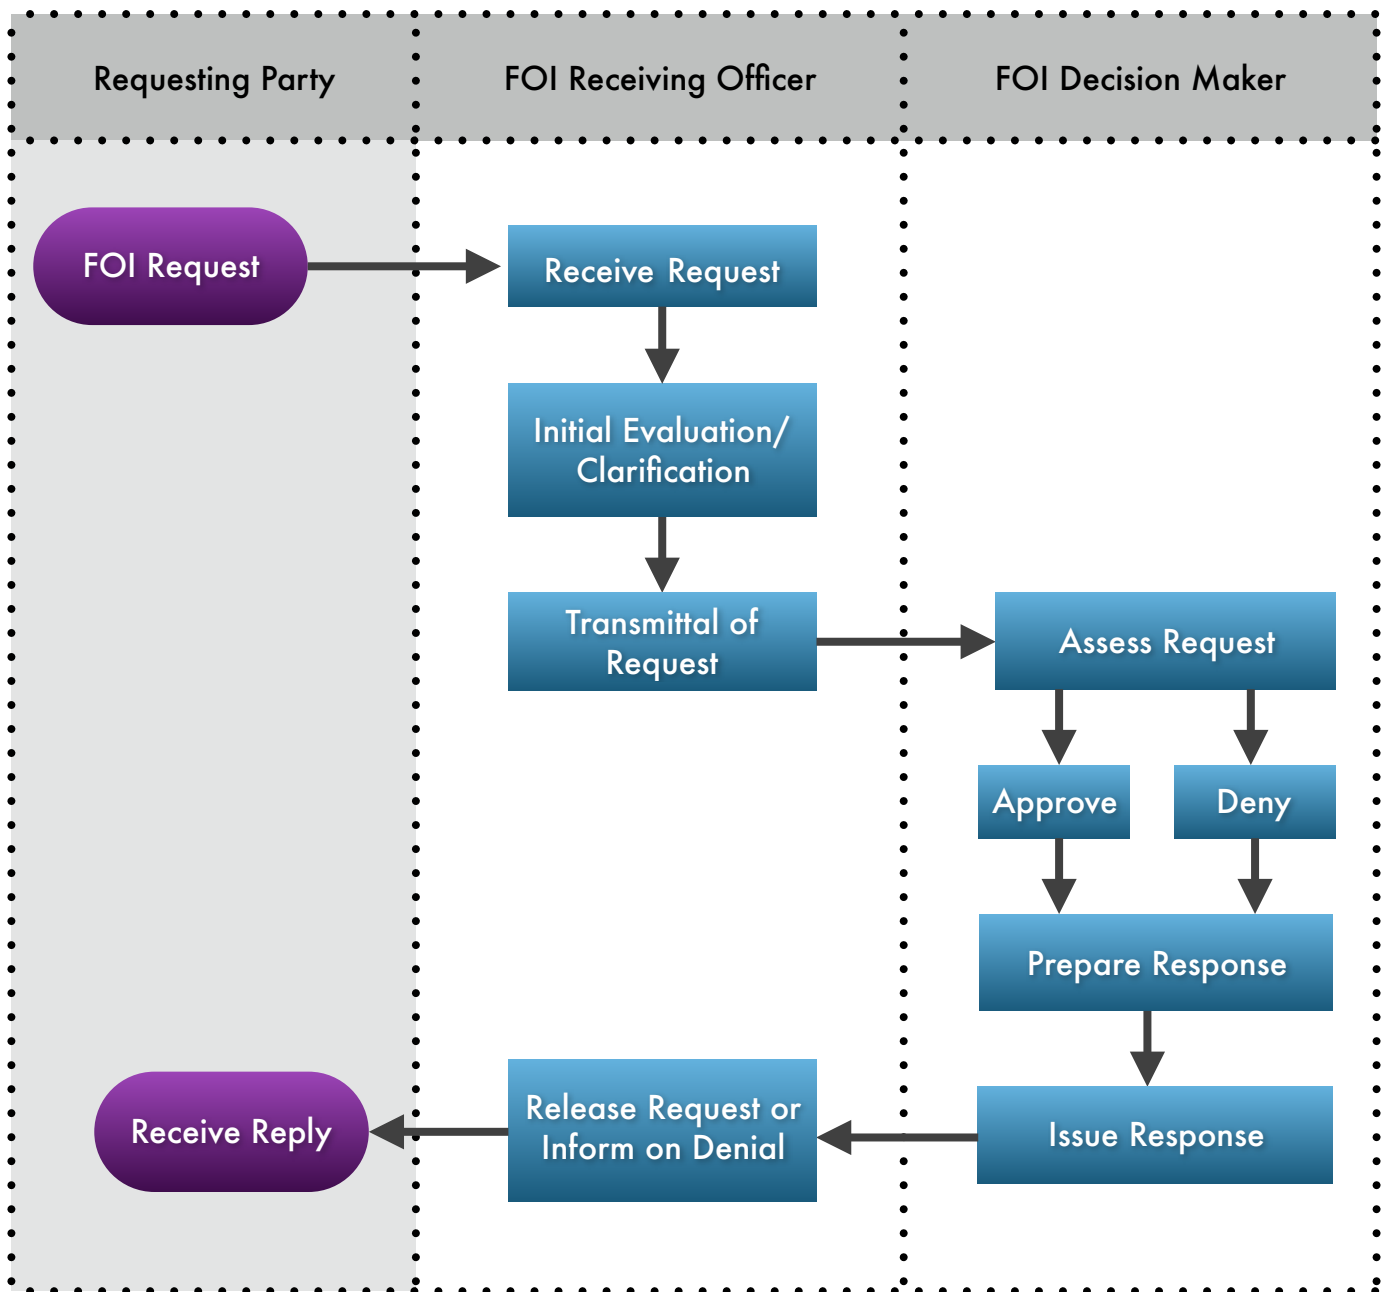 Requesting Party
FOI Receiving Officer
FOI Decision Maker
FOI Request
Receive Request
Initial Evaluation/
Clarification
Transmittal of
Request
Assess Request
Approve
Deny
Prepare Response
Issue Response
Release Request or
Inform on Denial
Receive Reply